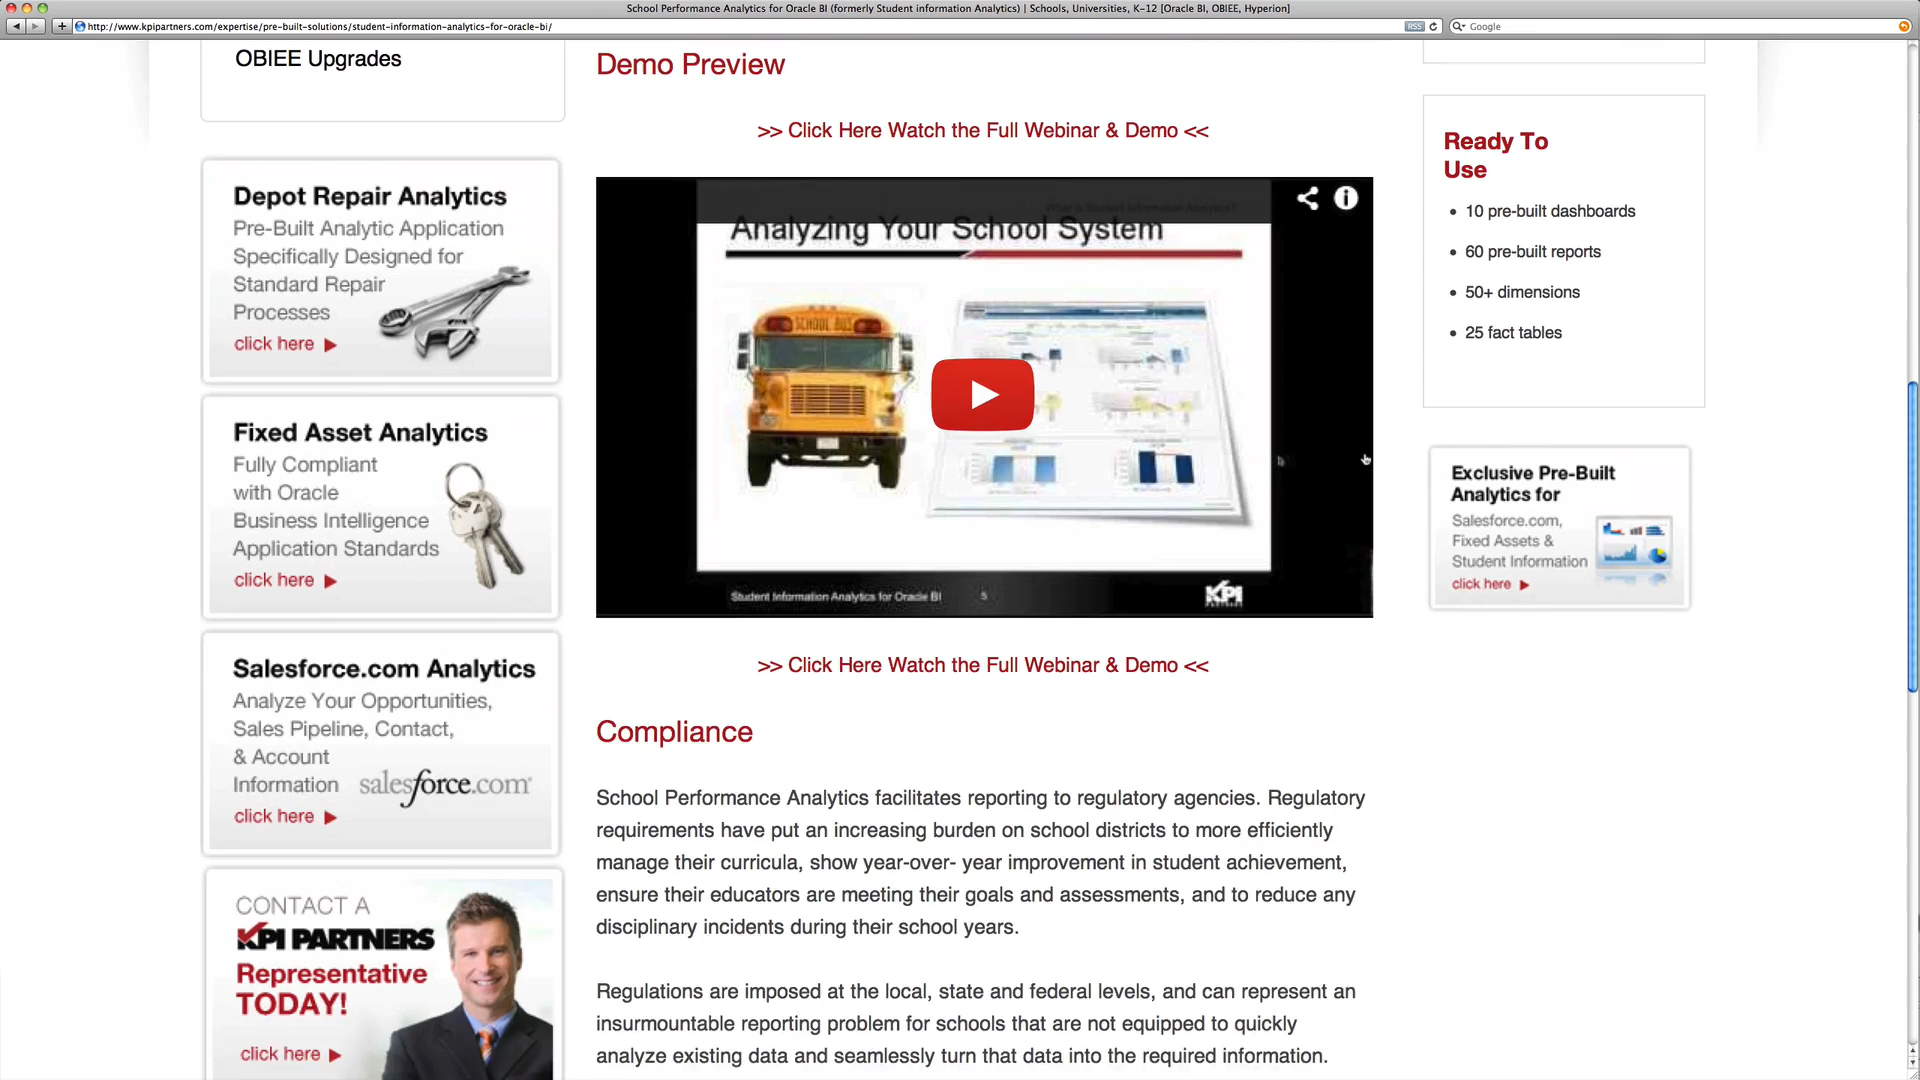 School Performance Analytics for Oracle BI (formerly Student information Analytics) | Schools, Universities, K-12 [Oracle BI, OBIEE, Hyperion]
http://www.kpipartners.com/expertise/pre-built-solutions/student-information-analytics-for-oracle-bi/
RSS
Google
OBIEE Upgrades
Depot Repair Analytics
Pre-Built Analytic Application
Specifically Designed for
Standard Repair
Processes
click here
Fixed Asset Analytics
Fully Compliant
with Oracle
Business Intelligence
Application Standards
click here
Salesforce.com Analytics
Analyze Your Opportunities,
Sales Pipeline, Contact,
& Account
Information
salesforce.com
click here
CONTACT A
KPI PARTNERS
Representative
TODAY!
click here
Demo Preview
>> Click Here Watch the Full Webinar & Demo <<
What is Student Information Analytics?
Analyzing Your School System
SCHOOL BUS
Student Information Analytics for Oracle BI
5
KPI
PARTNERS
>> Click Here Watch the Full Webinar & Demo <<
Compliance
School Performance Analytics facilitates reporting to regulatory agencies. Regulatory
requirements have put an increasing burden on school districts to more efficiently
manage their curricula, show year-over- year improvement in student achievement,
ensure their educators are meeting their goals and assessments, and to reduce any
disciplinary incidents during their school years.
Regulations are imposed at the local, state and federal levels, and can represent an
insurmountable reporting problem for schools that are not equipped to quickly
analyze existing data and seamlessly turn that data into the required information.
Ready To
Use
10 pre-built dashboards
60 pre-built reports
50+ dimensions
25 fact tables
Exclusive Pre-Built
Analytics for
Salesforce.com,
Fixed Assets &
Student Information
click here